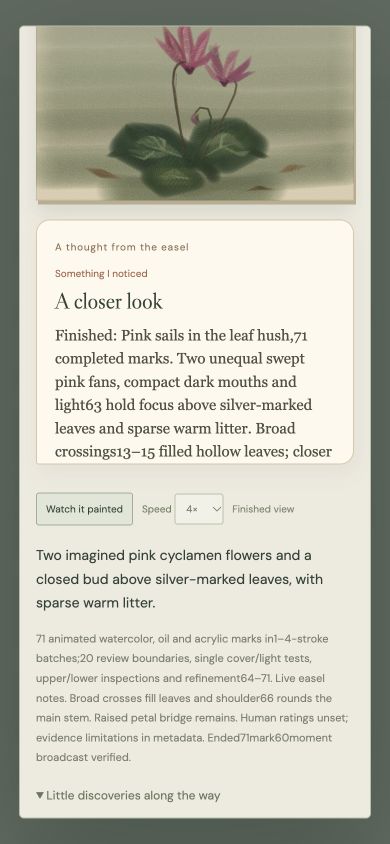 A thought from the easel
Something I noticed
A closer look
Finished: Pink sails in the leaf hush,71
completed marks. Two unequal swept
pink fans, compact dark mouths and
light63 hold focus above silver-marked
leaves and sparse warm litter. Broad
crossings13–15 filled hollow leaves; closer
Watch it painted Speed 4× Finished view
Two imagined pink cyclamen flowers and a
closed bud above silver-marked leaves, with
sparse warm litter.
71 animated watercolor, oil and acrylic marks in1–4-stroke
batches;20 review boundaries, single cover/light tests,
upper/lower inspections and refinement64–71. Live easel
notes. Broad crosses fill leaves and shoulder66 rounds the
main stem. Raised petal bridge remains. Human ratings unset;
evidence limitations in metadata. Ended71mark60moment
broadcast verified.
▼ Little discoveries along the way